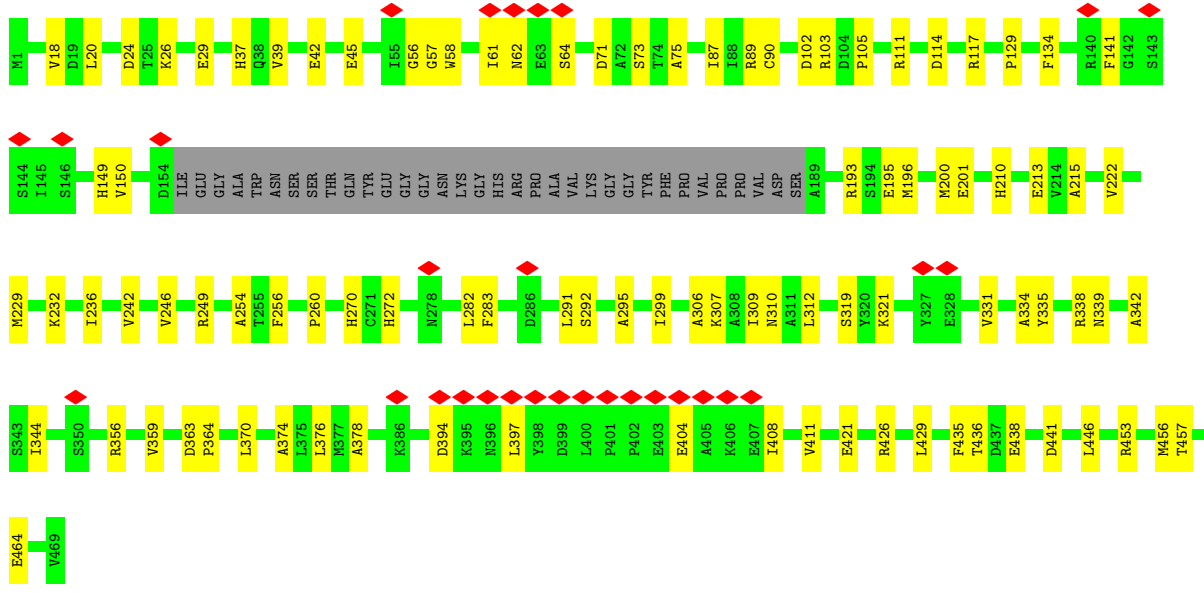 M1 V18 D19 L20 D24 T25 K26 E29 H37 Q38 V39 E42 E45 I55 G56 G57 W58 I61 N62 E63 S64 D71 A72 S73 T74 A75 I87 I88 R89 C90 D102 R103 D104 P105 R111 D114 R117 P129 F134 R140 F141 G142 S143
S144 I145 S146 H149 V150 D154 ILE GLU GLY ALA TRP ASN SER SER THR GLN TYR GLU GLY GLY ASN LYS GLY HIS ARG PRO ALA VAL LYS GLY GLY TYR PHE PRO VAL PRO PRO VAL ASP SER A189 R193 S194 E195 M196 M200 E201 H210 E213 V214 A215 V222
M229 K232 I236 V242 V246 R249 A254 T255 F256 P260 H270 C271 H272 N278 L282 F283 D286 L291 S292 A295 I299 A306 K307 A308 I309 N310 A311 L312 S319 Y320 K321 Y327 E328 V331 A334 Y335 R338 N339 A342
S343 I344 S350 R356 V359 D363 P364 L370 A374 L375 L376 M377 A378 K386 D394 K395 N396 L397 Y398 D399 L400 P401 P402 E403 E404 A405 K406 E407 I408 V411 E421 R426 L429 F435 T436 D437 E438 D441 L446 R453 M456 T457
E464 V469